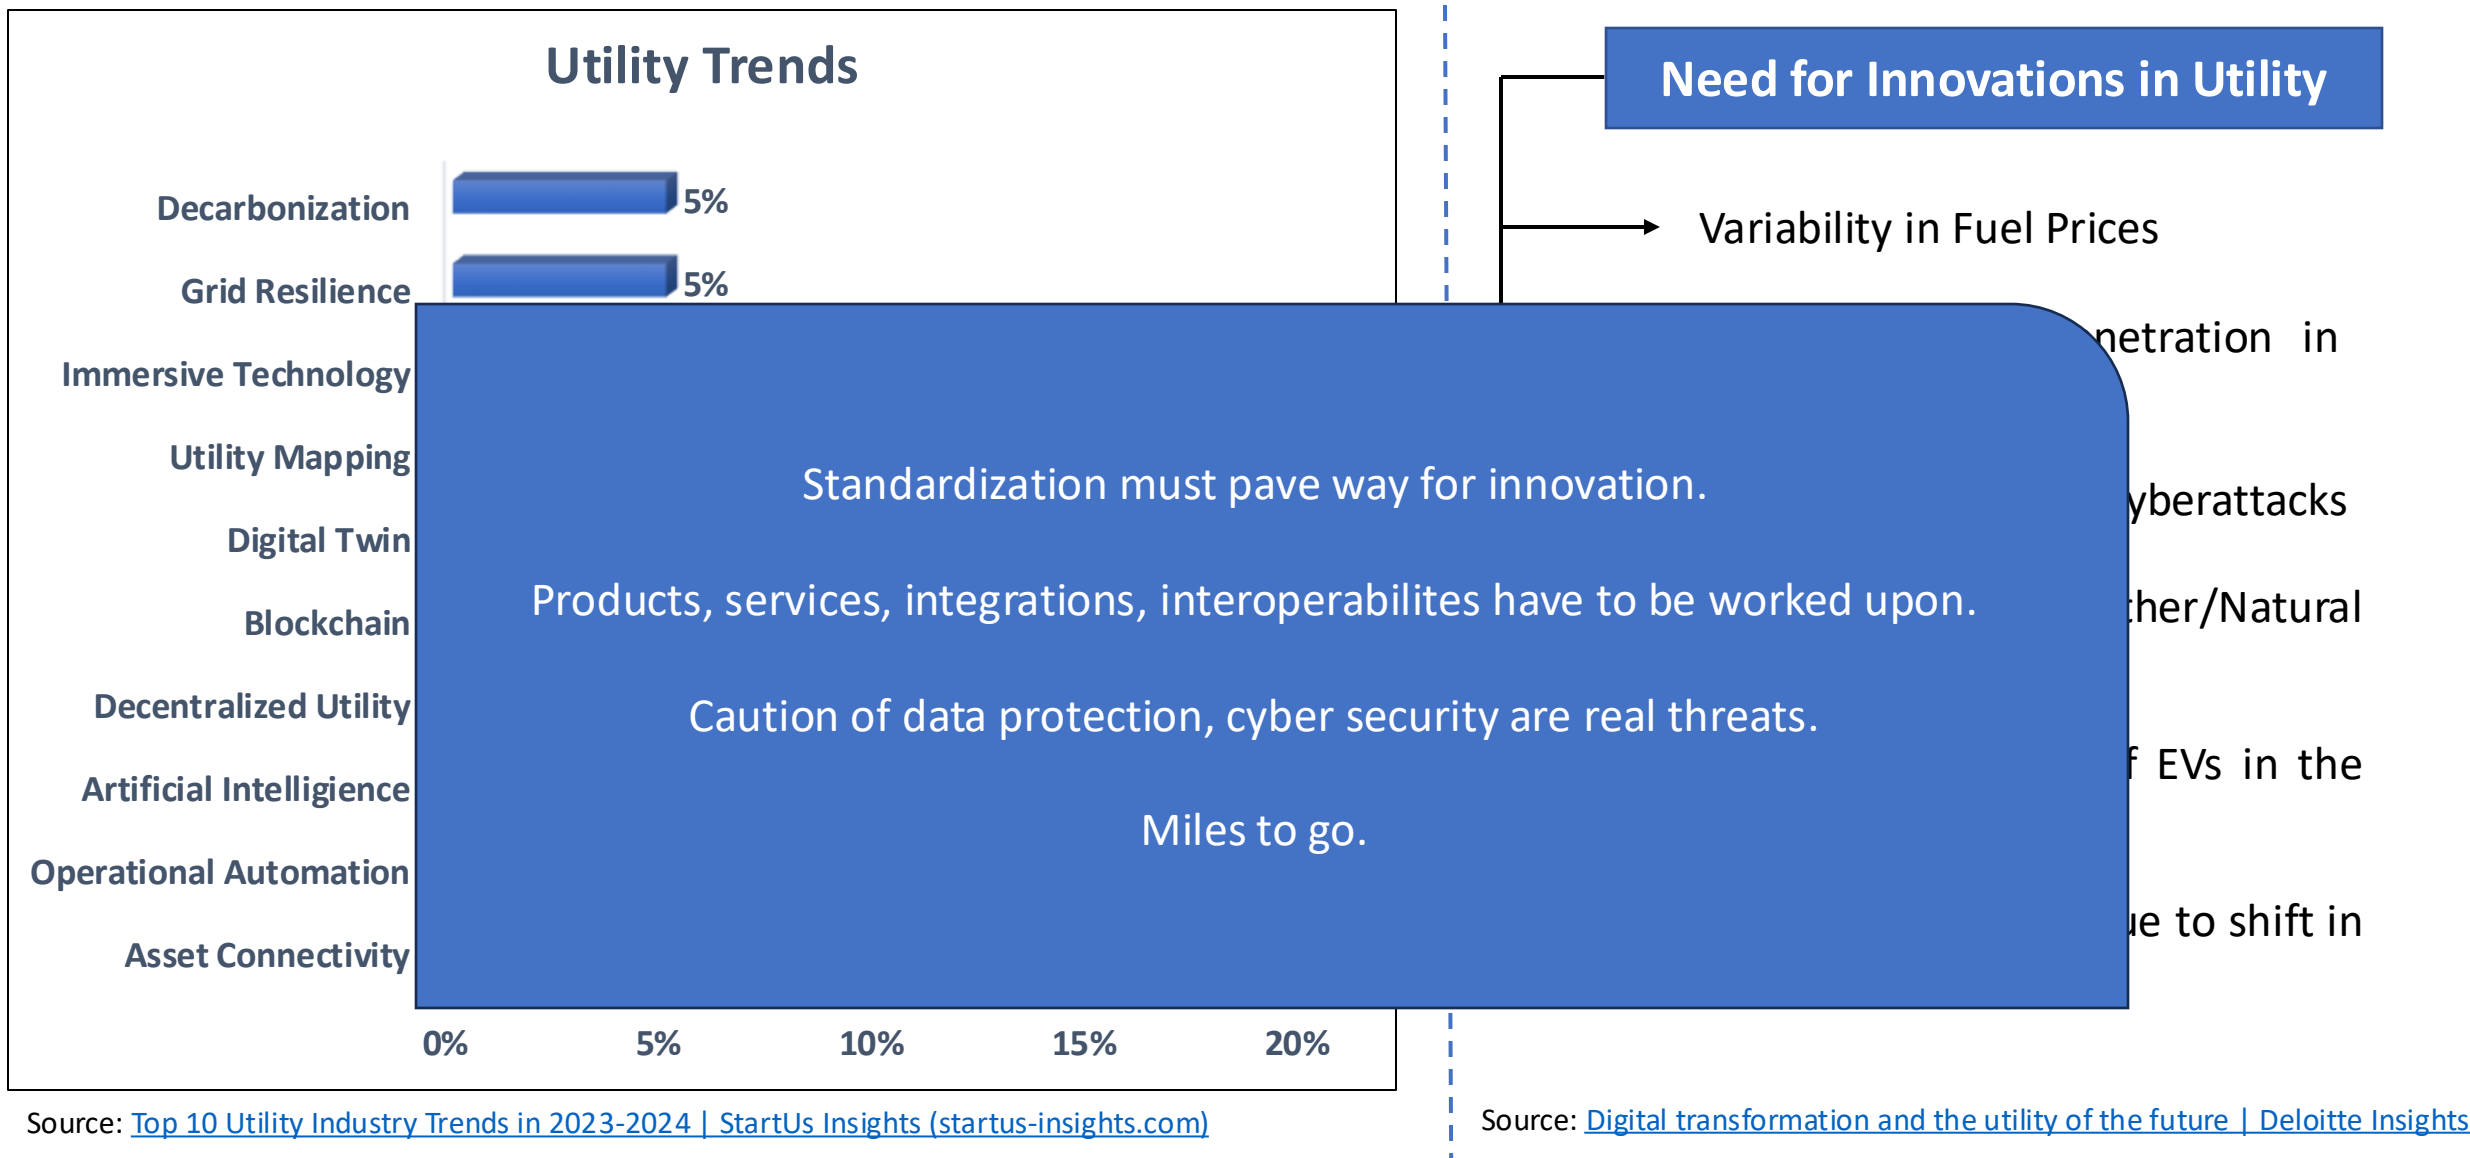 Utility Trends
Decarbonization
5%
Grid Resilience
5%
Immersive Technology
Utility Mapping
Digital Twin
Blockchain
Decentralized Utility
Artificial Intelligience
Operational Automation
Asset Connectivity
0% 5% 10% 15% 20%
Source: Top 10 Utility Industry Trends in 2023-2024 | StartUs Insights (startus-insights.com)
Standardization must pave way for innovation.
Products, services, integrations, interoperabilites have to be worked upon.
Caution of data protection, cyber security are real threats.
Miles to go.
Need for Innovations in Utility
Variability in Fuel Prices
in
/Natural
EVs in the
to shift in
Source: Digital transformation and the utility of the future | Deloitte Insights